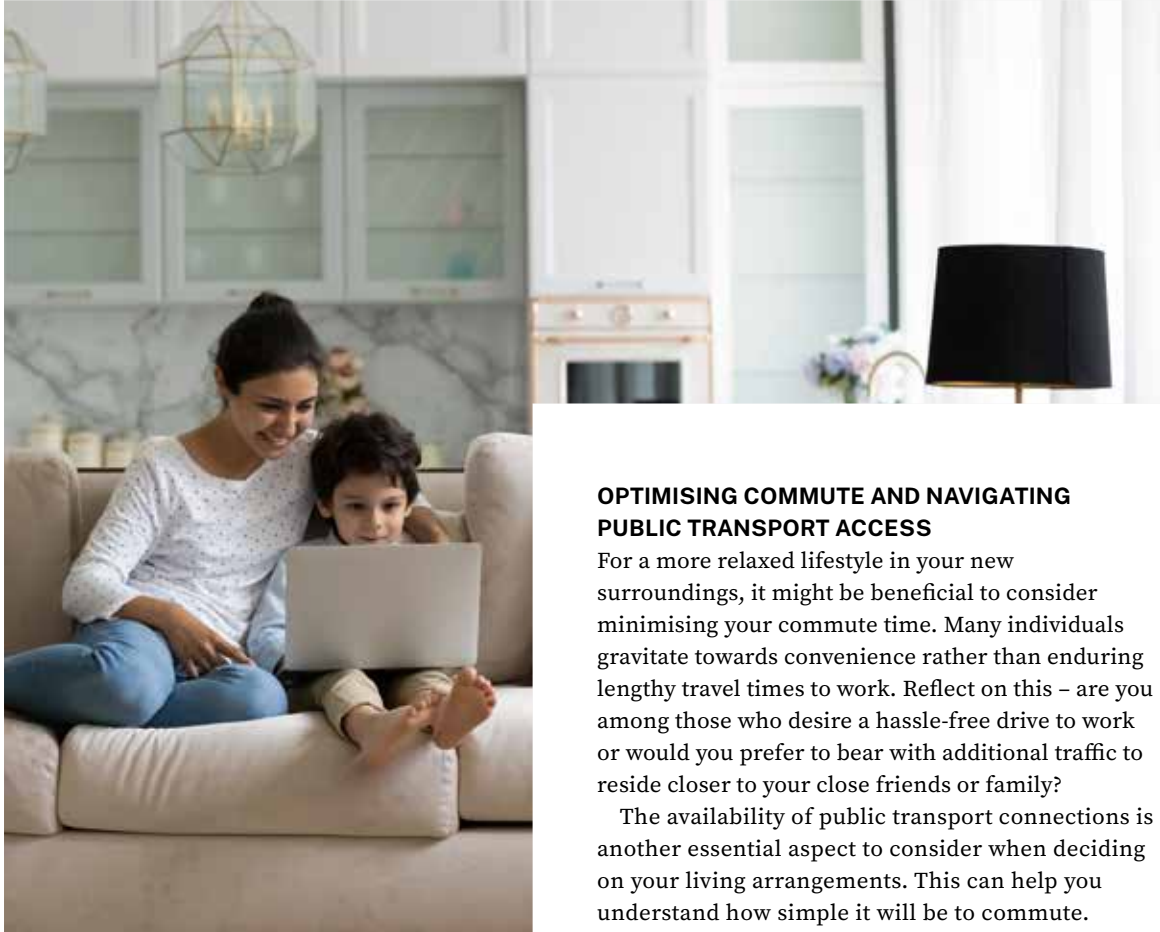 OPTIMISING COMMUTE AND NAVIGATING
PUBLIC TRANSPORT ACCESS
For a more relaxed lifestyle in your new
surroundings, it might be beneficial to consider
minimising your commute time. Many individuals
gravitate towards convenience rather than enduring
lengthy travel times to work. Reflect on this – are you
among those who desire a hassle-free drive to work
or would you prefer to bear with additional traffic to
reside closer to your close friends or family?
The availability of public transport connections is
another essential aspect to consider when deciding
on your living arrangements. This can help you
understand how simple it will be to commute.